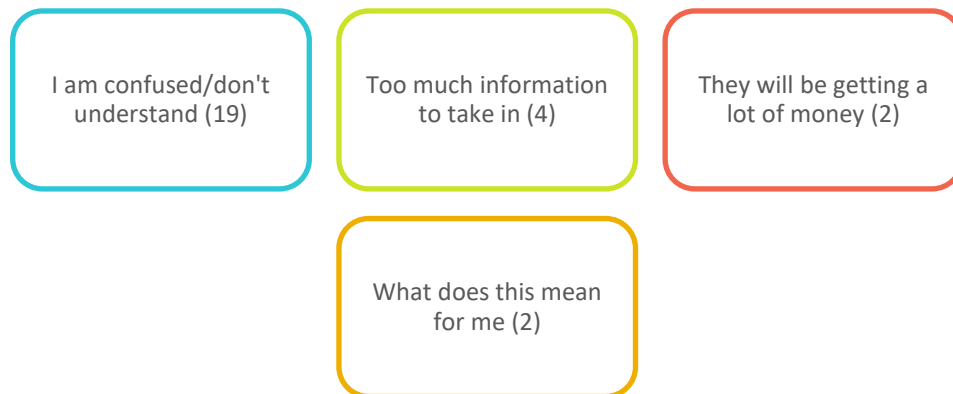 I am confused/don't
understand (19)
Too much information
to take in (4)
They will be getting a
lot of money (2)
What does this mean
for me (2)